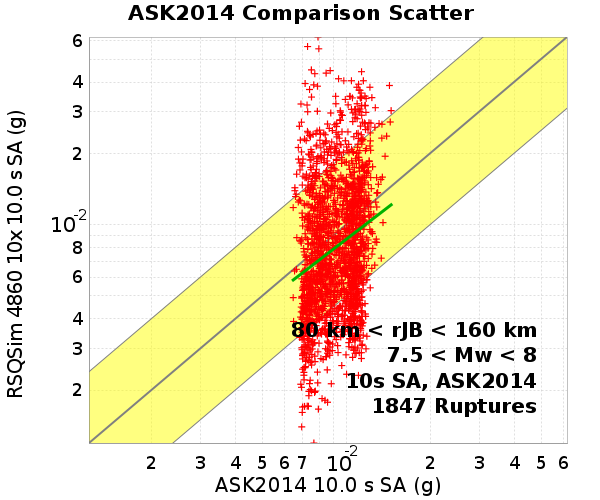 ASK2014 Comparison Scatter
RSQSim 4860 10x 10.0 s SA (g)
6
4
3
2
10-2
8
6
4
3
2
80 km < rJB < 160 km
7.5 < Mw < 8
10s SA, ASK2014
1847 Ruptures
2 3 4 5 6 7 10-2 2 3 4 5 6
ASK2014 10.0 s SA (g)